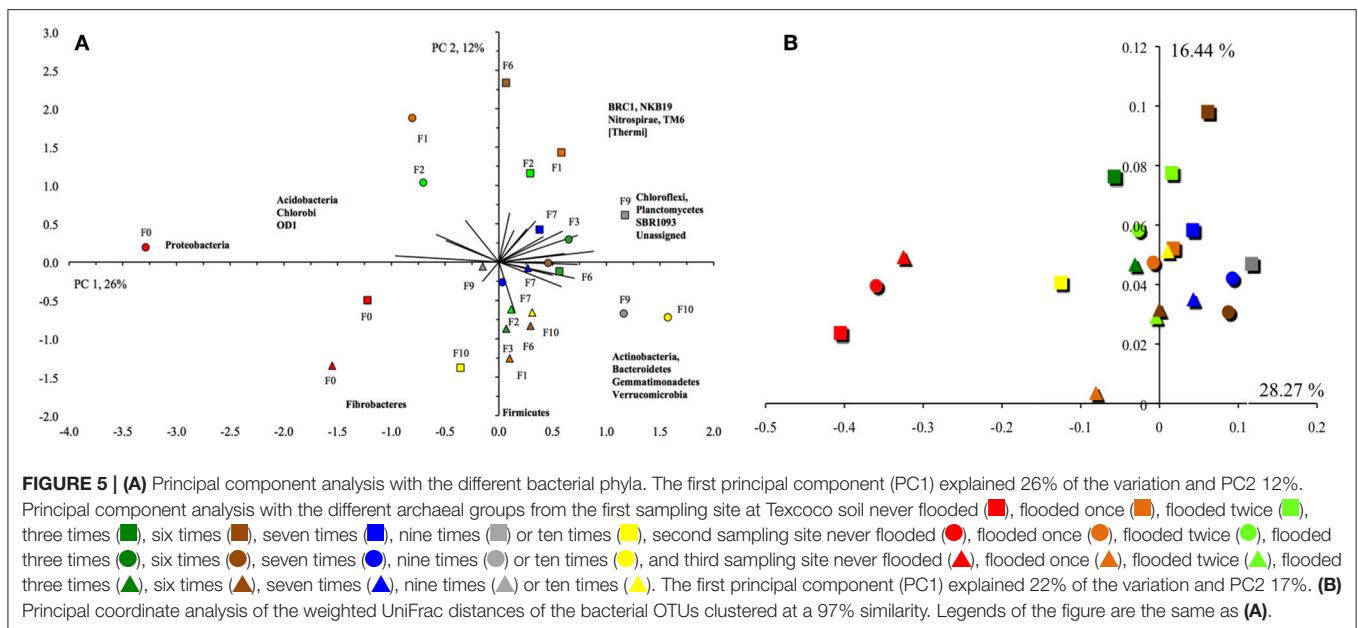 A
PC 2, 12%
3.0
2.5
2.0
1.5
1.0
0.5
0.0
-0.5
-1.0
-1.5
-2.0
-4.0 -3.0 -2.0 -1.0 0.0 1.0 2.0
PC 1, 26%
F6
BRC1, NKB19
Nitrospirae, TM6
[Thermi]
F1
F2
F2
F1
Acidobacteria
Chlorobi
OD1
F9
Chloroflexi,
Planctomycetes
SBR1093
Unassigned
F7
F3
F0
Proteobacteria
F9
F7
F6
F0
F7
F9
F10
F2
F10
F3
F6
F10
F1
F0
Fibrobacteres
Firmicutes
Actinobacteria,
Bacteroidetes
Gemmatimonadetes
Verrucomicrobia
B
0.12
16.44 %
0.1
0.08
0.06
0.04
0.02
0
28.27 %
-0.5 -0.4 -0.3 -0.2 -0.1 0 0.1 0.2
FIGURE 5 | (A) Principal component analysis with the different bacterial phyla. The first principal component (PC1) explained 26% of the variation and PC2 12%.
Principal component analysis with the different archaeal groups from the first sampling site at Texcoco soil never flooded (■), flooded once (■), flooded twice (■),
three times (■), six times (■), seven times (■), nine times (■) or ten times (■), second sampling site never flooded (●), flooded once (●), flooded twice (●), flooded
three times (●), six times (●), seven times (●), nine times (●) or ten times (●), and third sampling site never flooded (▲), flooded once (▲), flooded twice (▲), flooded
three times (▲), six times (▲), seven times (▲), nine times (▲) or ten times (▲). The first principal component (PC1) explained 22% of the variation and PC2 17%. (B)
Principal coordinate analysis of the weighted UniFrac distances of the bacterial OTUs clustered at a 97% similarity. Legends of the figure are the same as (A).